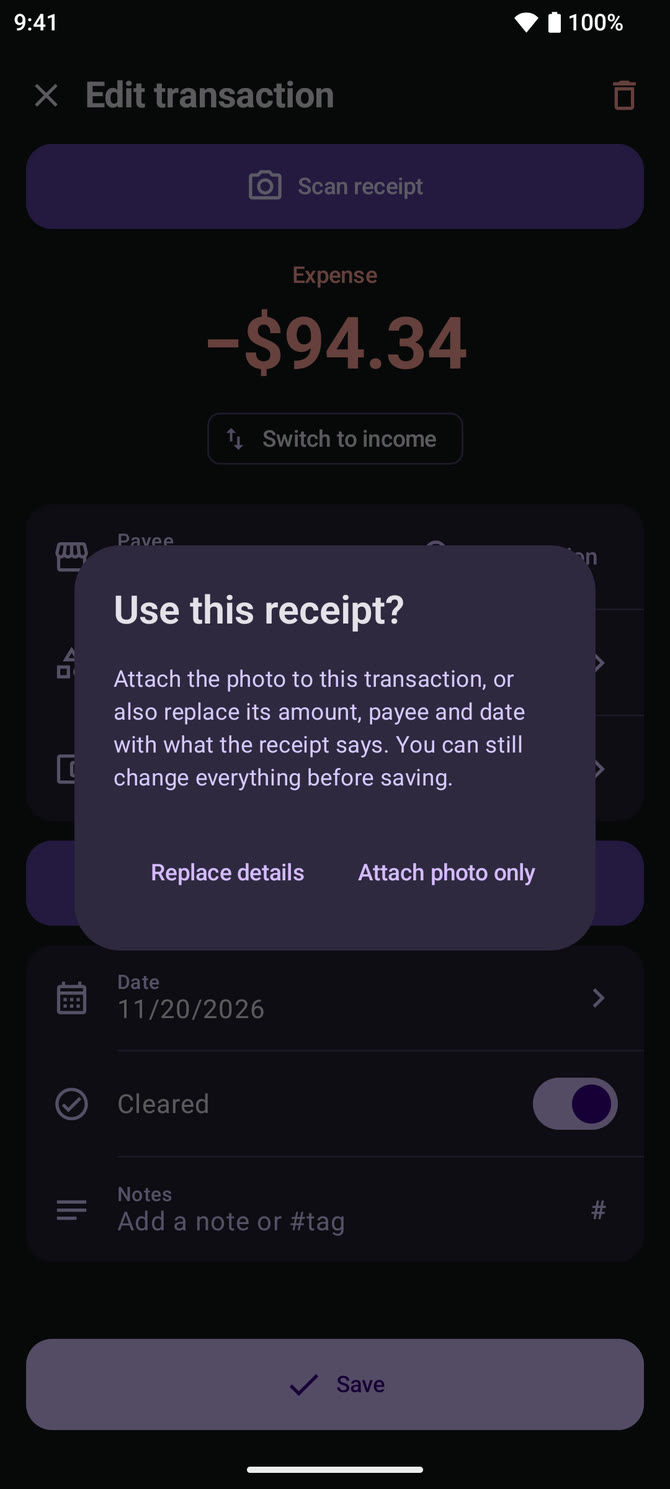 9:41
100%
Edit transaction
Scan receipt
Expense
−$94.34
Switch to income
Payee
Use this receipt?
Attach the photo to this transaction, or
also replace its amount, payee and date
with what the receipt says. You can still
change everything before saving.
Replace details
Attach photo only
Date
11/20/2026
Cleared
Notes
Add a note or #tag
#
Save